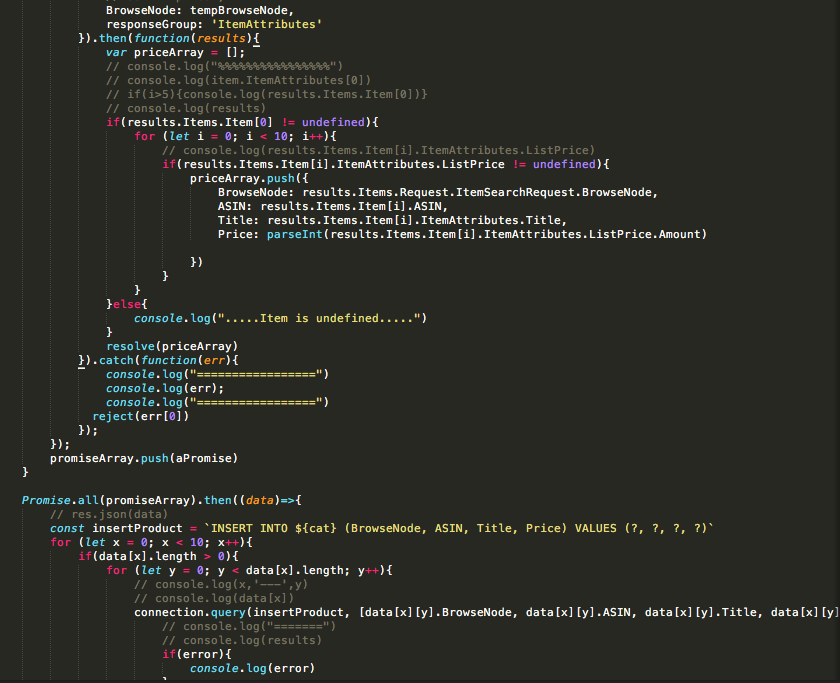 BrowseNode: tempBrowseNode,
responseGroup: 'ItemAttributes'
}).then(function(results){
var priceArray = [];
// console.log("%%%%%%%%%%%%%%%%")
// console.log(item.ItemAttributes[0])
// if(i>5){console.log(results.Items.Item[0])}
// console.log(results)
if(results.Items.Item[0] != undefined){
for (let i = 0; i < 10; i++){
// console.log(results.Items.Item[i].ItemAttributes.ListPrice)
if(results.Items.Item[i].ItemAttributes.ListPrice != undefined){
priceArray.push({
BrowseNode: results.Items.Request.ItemSearchRequest.BrowseNode,
ASIN: results.Items.Item[i].ASIN,
Title: results.Items.Item[i].ItemAttributes.Title,
Price: parseInt(results.Items.Item[i].ItemAttributes.ListPrice.Amount)
})
}
}
}else{
console.log(".....Item is undefined.....")
}
resolve(priceArray)
}).catch(function(err){
console.log("=================")
console.log(err);
console.log("=================")
reject(err[0])
});
});
promiseArray.push(aPromise)
}
Promise.all(promiseArray).then((data)=>{
// res.json(data)
const insertProduct = `INSERT INTO ${cat} (BrowseNode, ASIN, Title, Price) VALUES (?, ?, ?, ?)`
for (let x = 0; x < 10; x++){
if(data[x].length > 0){
for (let y = 0; y < data[x].length; y++){
// console.log(x,'---',y)
// console.log(data[x])
connection.query(insertProduct, [data[x][y].BrowseNode, data[x][y].ASIN, data[x][y].Title, data[x][y]
// console.log("=======")
// console.log(results)
if(error){
console.log(error)